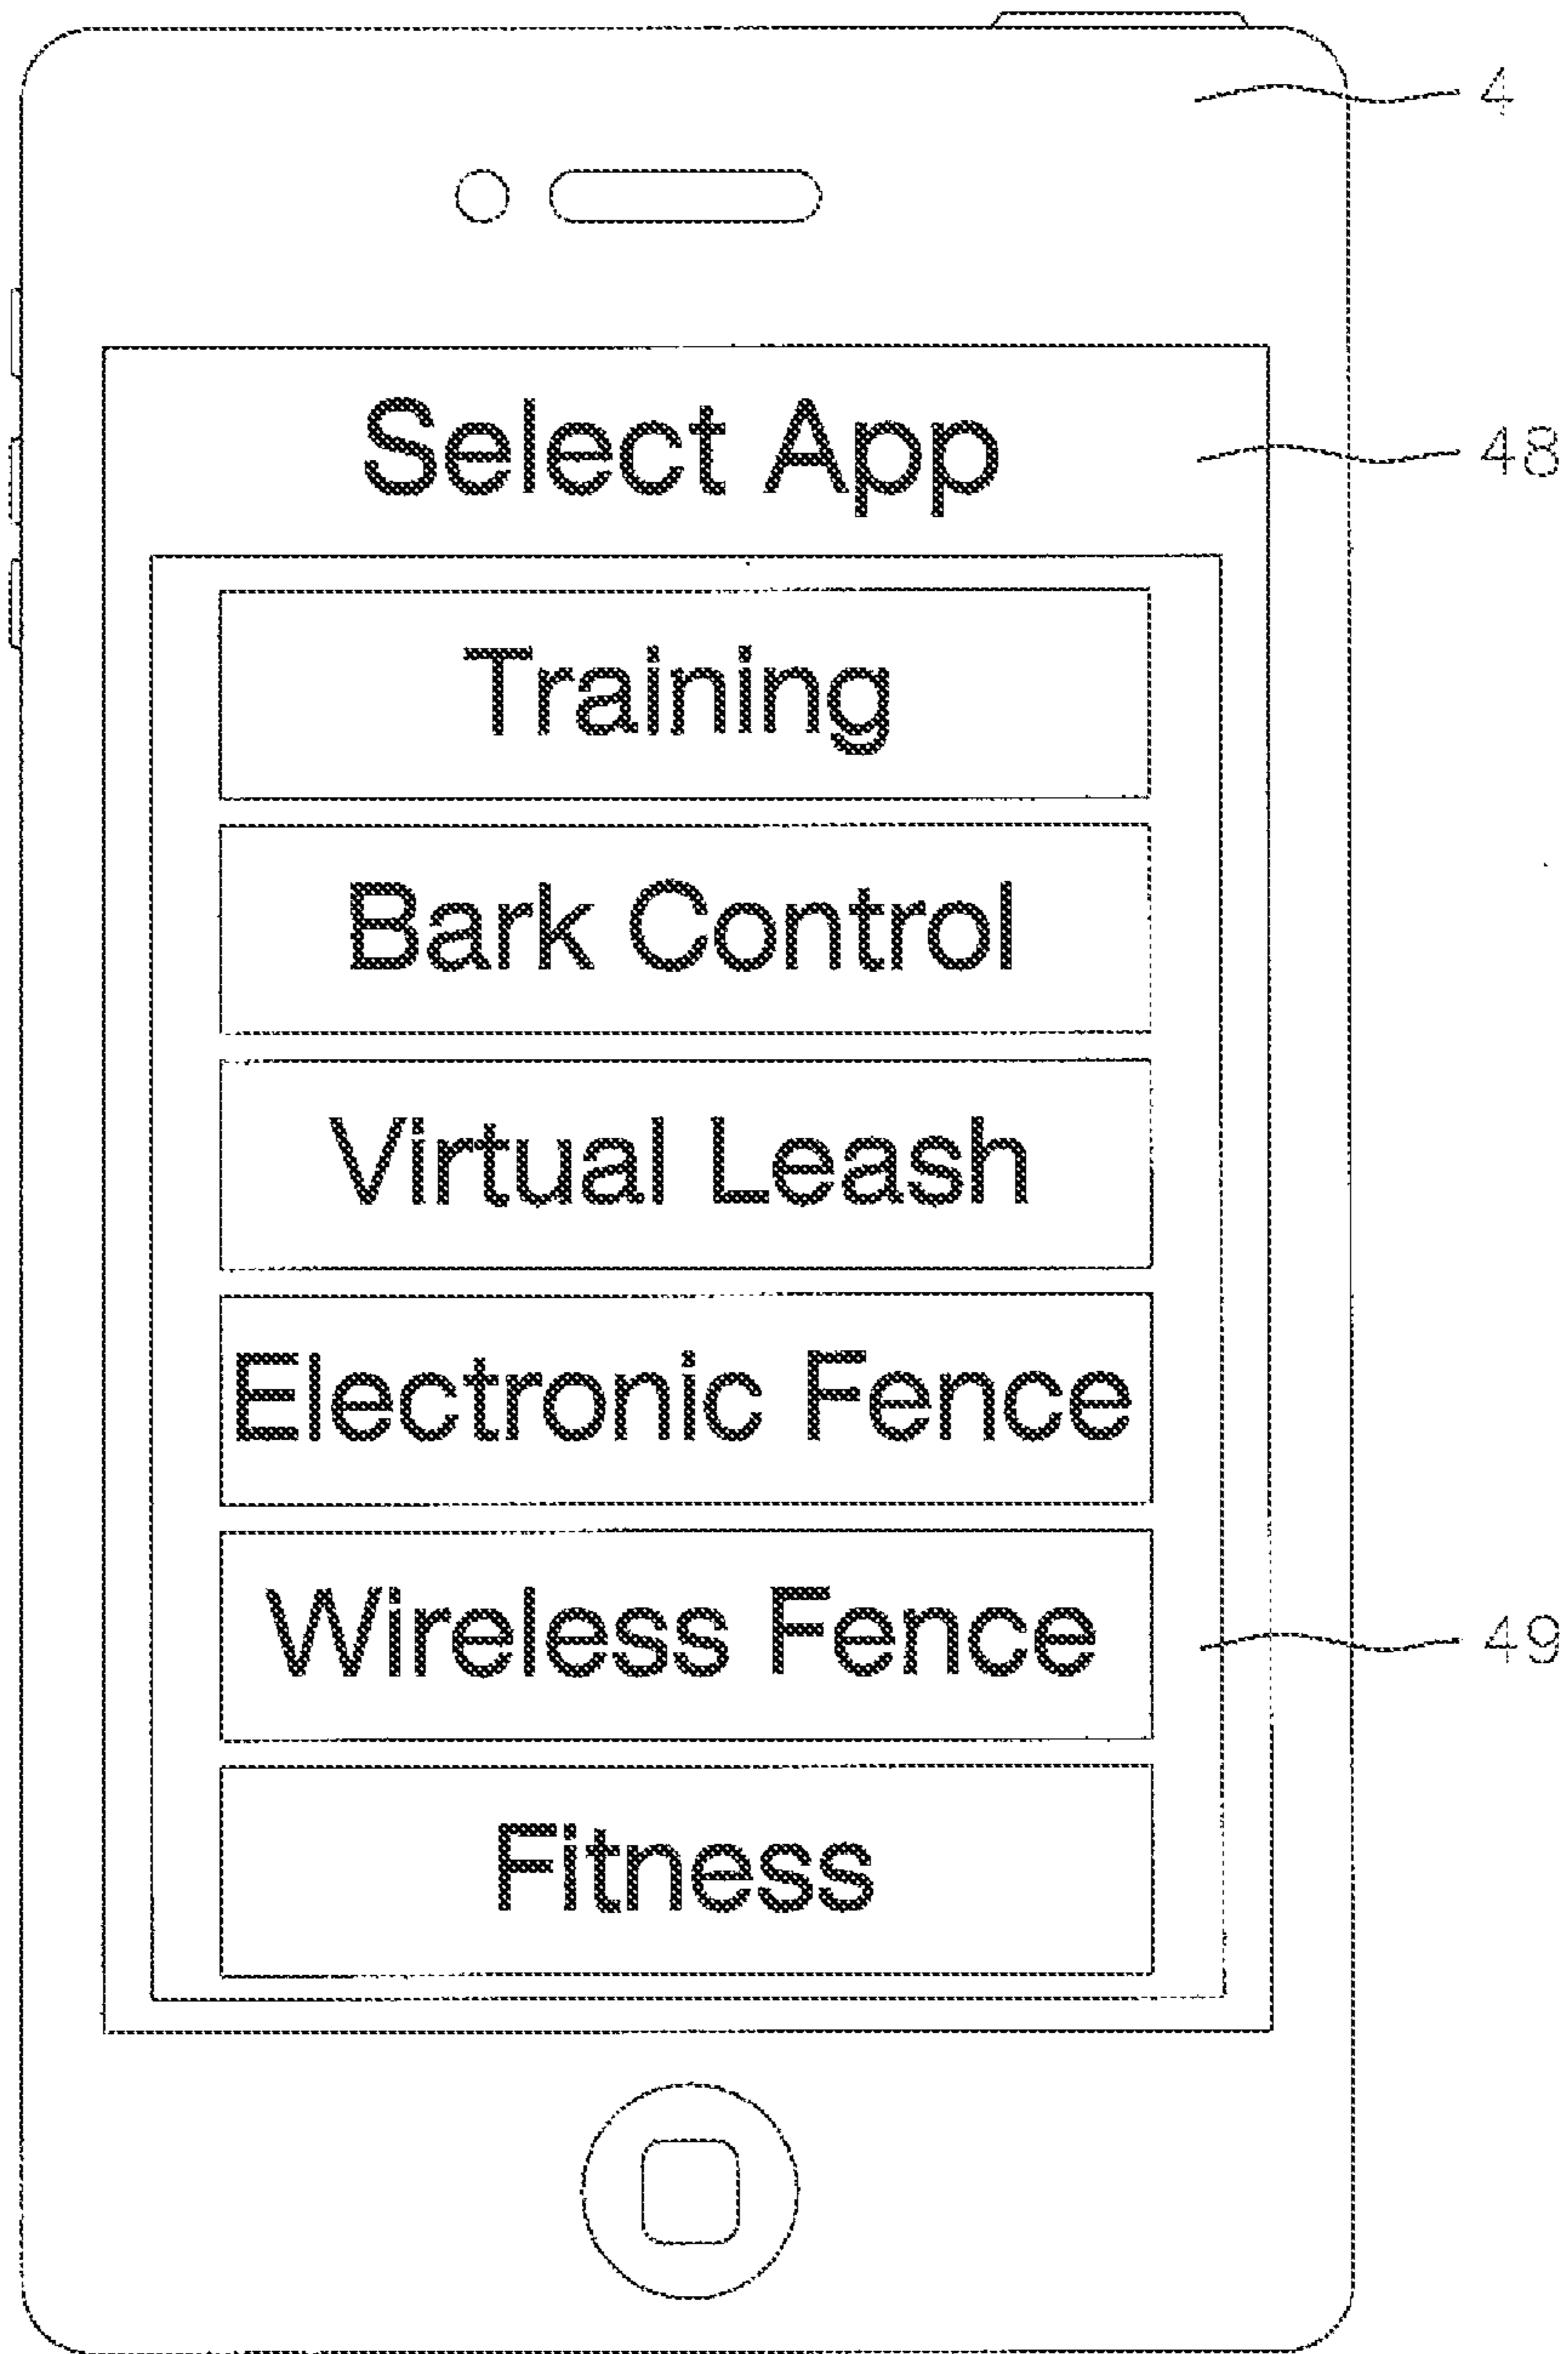 4
Select App
48
Training
Bark Control
Virtual Leash
Electronic Fence
Wireless Fence
49
Fitness